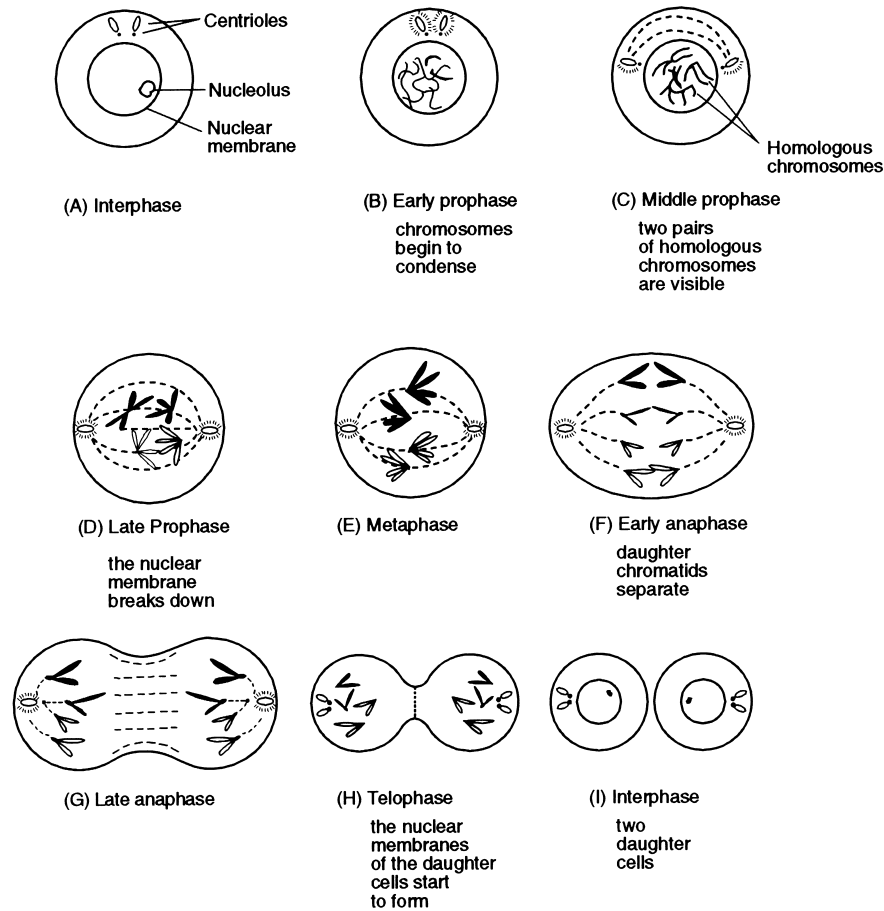 Centrioles
Nucleolus
Nuclear
membrane
Homologous
chromosomes
(A) Interphase
(B) Early prophase
chromosomes
begin to
condense
(C) Middle prophase
two pairs
of homologous
chromosomes
are visible
(D) Late Prophase
the nuclear
membrane
breaks down
(E) Metaphase
(F) Early anaphase
daughter
chromatids
separate
(G) Late anaphase
(H) Telophase
the nuclear
membranes
of the daughter
cells start
to form
(I) Interphase
two
daughter
cells